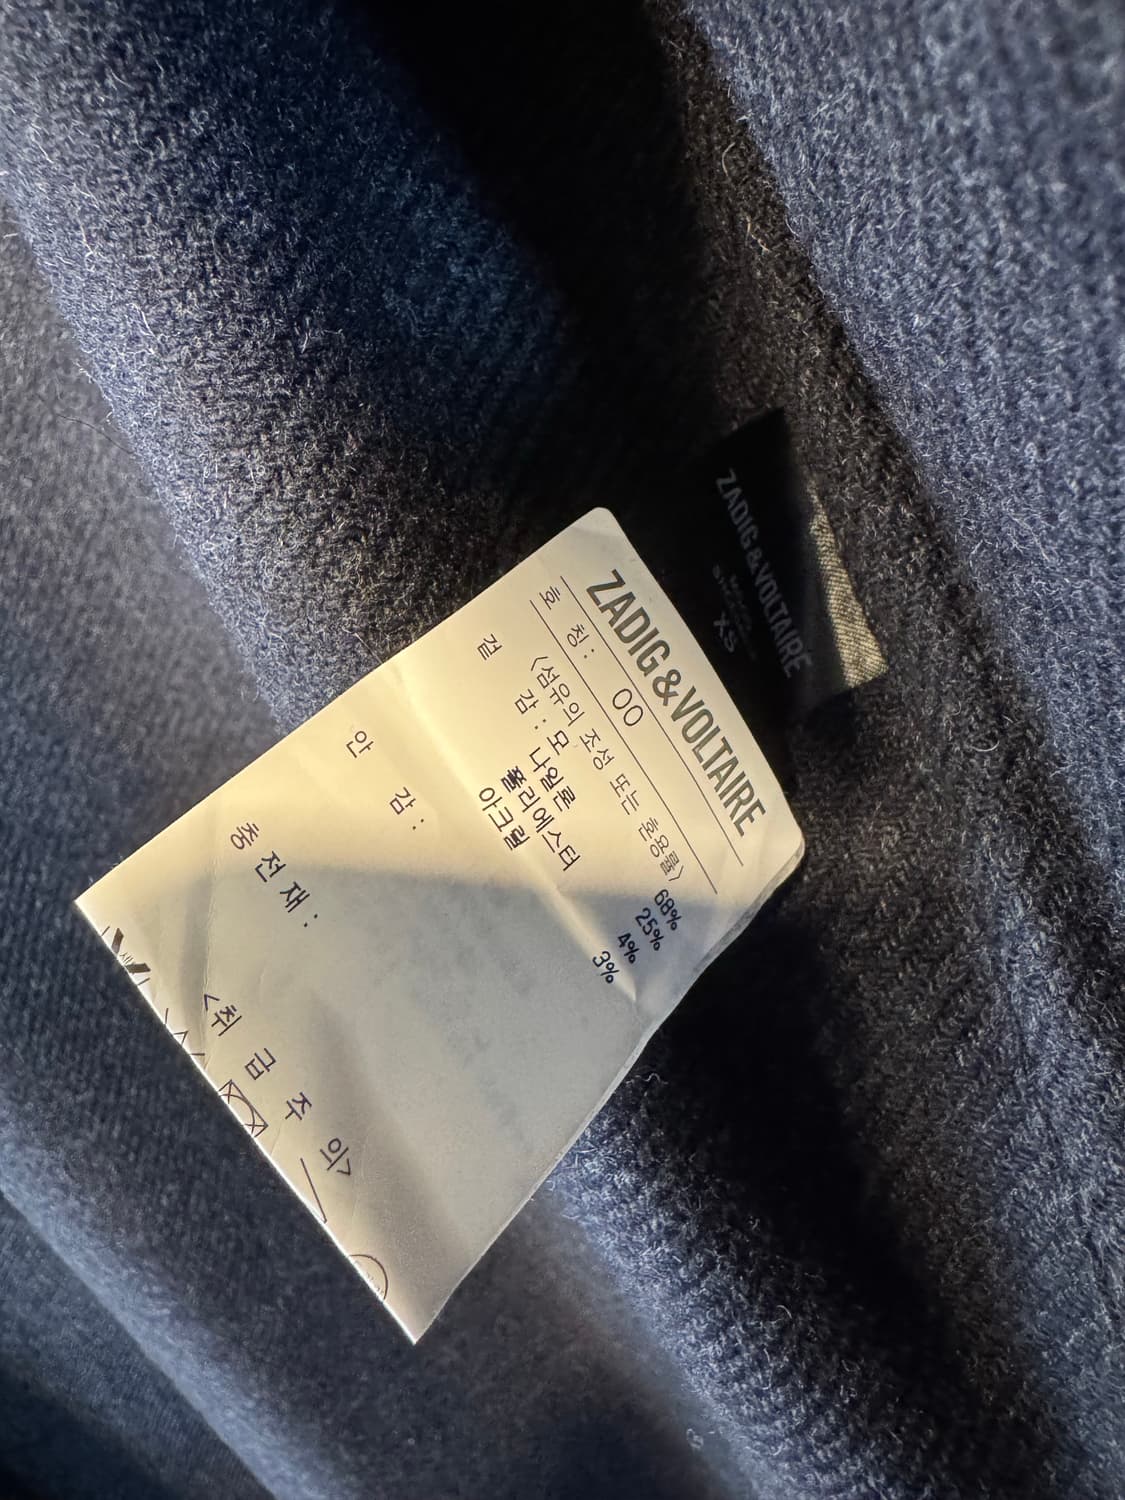 ZADIG & VOLTAIRE
XS
ZADIG & VOLTAIRE
호 칭 : 00
<섬유의 조성 또는 혼용률>
겉 감 : 모 68%
나일론 25%
폴리에스터 4%
아크릴 3%
안 감 :
충 전 재 :
<취 급 주 의>